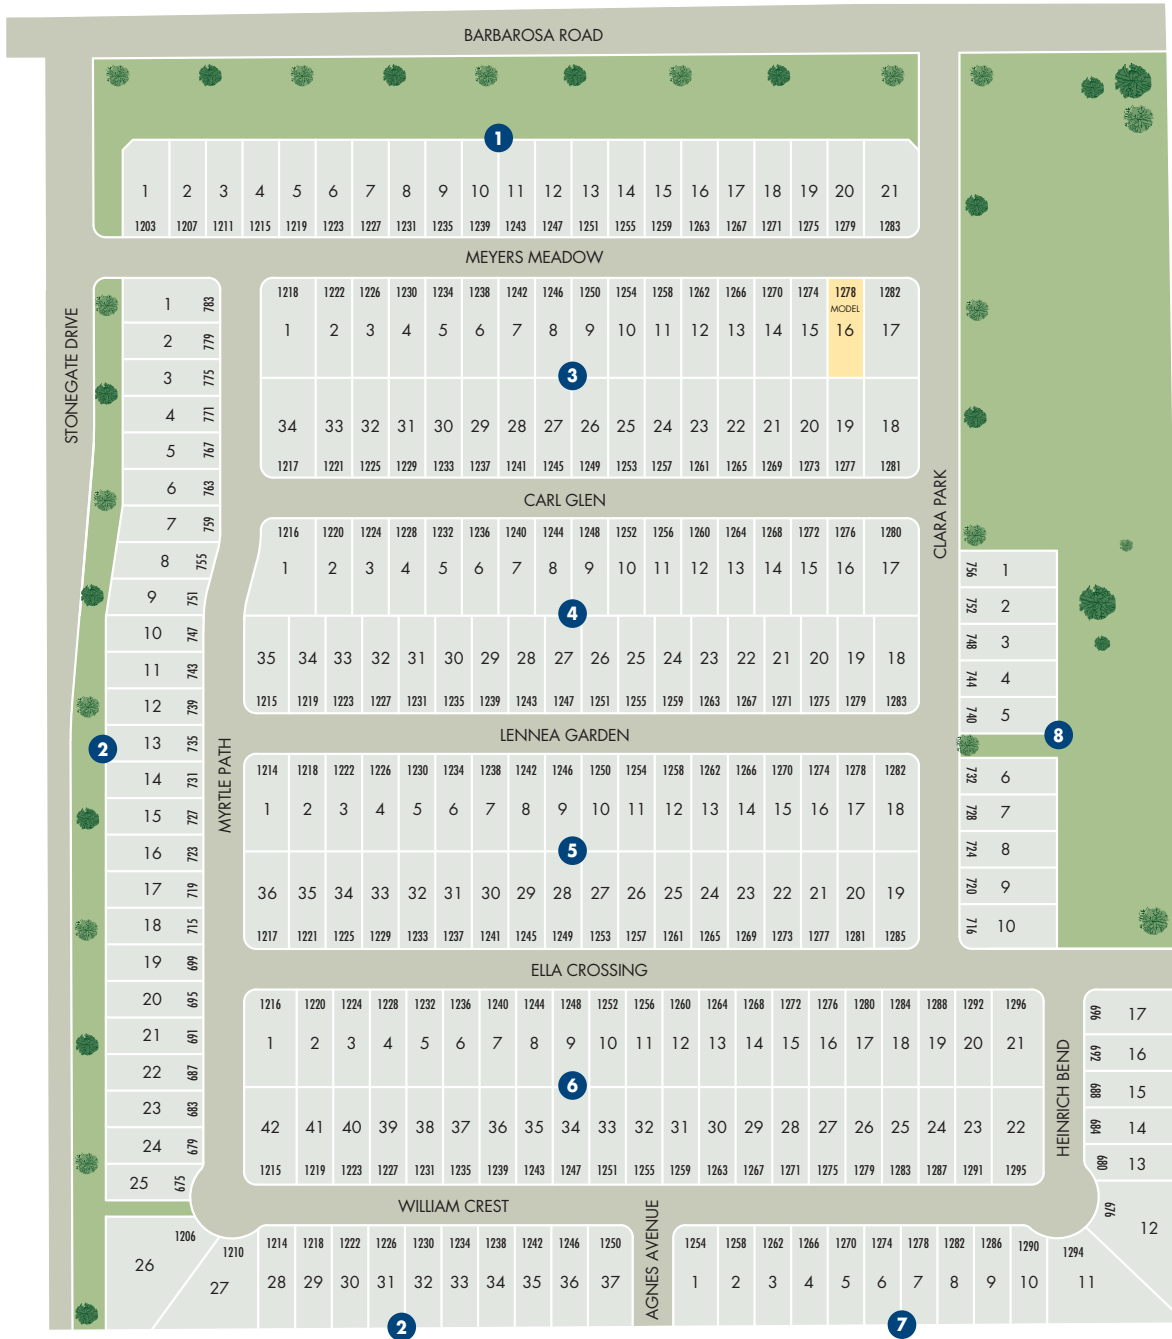 BARBAROSA ROAD
1
1 2 3 4 5 6 7 8 9 10 11 12 13 14 15 16 17 18 19 20 21
1203 1207 1211 1215 1219 1223 1227 1231 1235 1239 1243 1247 1251 1255 1259 1263 1267 1271 1275 1279 1283
MEYERS MEADOW
STONEGATE DRIVE
1 783
2 779
3 775
4 771
5 767
6 763
7 759
8 755
9 751
10 747
11 743
12 739
13 735
14 731
15 727
16 723
17 719
18 715
19 699
20 695
21 691
22 687
23 683
24 679
25 675
2
MYRTLE PATH
1218 1222 1226 1230 1234 1238 1242 1246 1250 1254 1258 1262 1266 1270 1274 1278 1282
MODEL
1 2 3 4 5 6 7 8 9 10 11 12 13 14 15 16 17
3
34 33 32 31 30 29 28 27 26 25 24 23 22 21 20 19 18
1217 1221 1225 1229 1233 1237 1241 1245 1249 1253 1257 1261 1265 1269 1273 1277 1281
CARL GLEN
CLARA PARK
1216 1220 1224 1228 1232 1236 1240 1244 1248 1252 1256 1260 1264 1268 1272 1276 1280
1 2 3 4 5 6 7 8 9 10 11 12 13 14 15 16 17
4
35 34 33 32 31 30 29 28 27 26 25 24 23 22 21 20 19 18
1215 1219 1223 1227 1231 1235 1239 1243 1247 1251 1255 1259 1263 1267 1271 1275 1279 1283
LENNEA GARDEN
756 1
752 2
748 3
744 4
740 5
8
732 6
728 7
724 8
720 9
716 10
1214 1218 1222 1226 1230 1234 1238 1242 1246 1250 1254 1258 1262 1266 1270 1274 1278 1282
1 2 3 4 5 6 7 8 9 10 11 12 13 14 15 16 17 18
5
36 35 34 33 32 31 30 29 28 27 26 25 24 23 22 21 20 19
1217 1221 1225 1229 1233 1237 1241 1245 1249 1253 1257 1261 1265 1269 1273 1277 1281 1285
ELLA CROSSING
1216 1220 1224 1228 1232 1236 1240 1244 1248 1252 1256 1260 1264 1268 1272 1276 1280 1284 1288 1292 1296
1 2 3 4 5 6 7 8 9 10 11 12 13 14 15 16 17 18 19 20 21
6
42 41 40 39 38 37 36 35 34 33 32 31 30 29 28 27 26 25 24 23 22
1215 1219 1223 1227 1231 1235 1239 1243 1247 1251 1255 1259 1263 1267 1271 1275 1279 1283 1287 1291 1295
HEINRICH BEND
696 17
692 16
688 15
684 14
680 13
676 12
WILLIAM CREST
AGNES AVENUE
1206 1210 1214 1218 1222 1226 1230 1234 1238 1242 1246 1250
26 27 28 29 30 31 32 33 34 35 36 37
2
1254 1258 1262 1266 1270 1274 1278 1282 1286 1290 1294
1 2 3 4 5 6 7 8 9 10 11
7